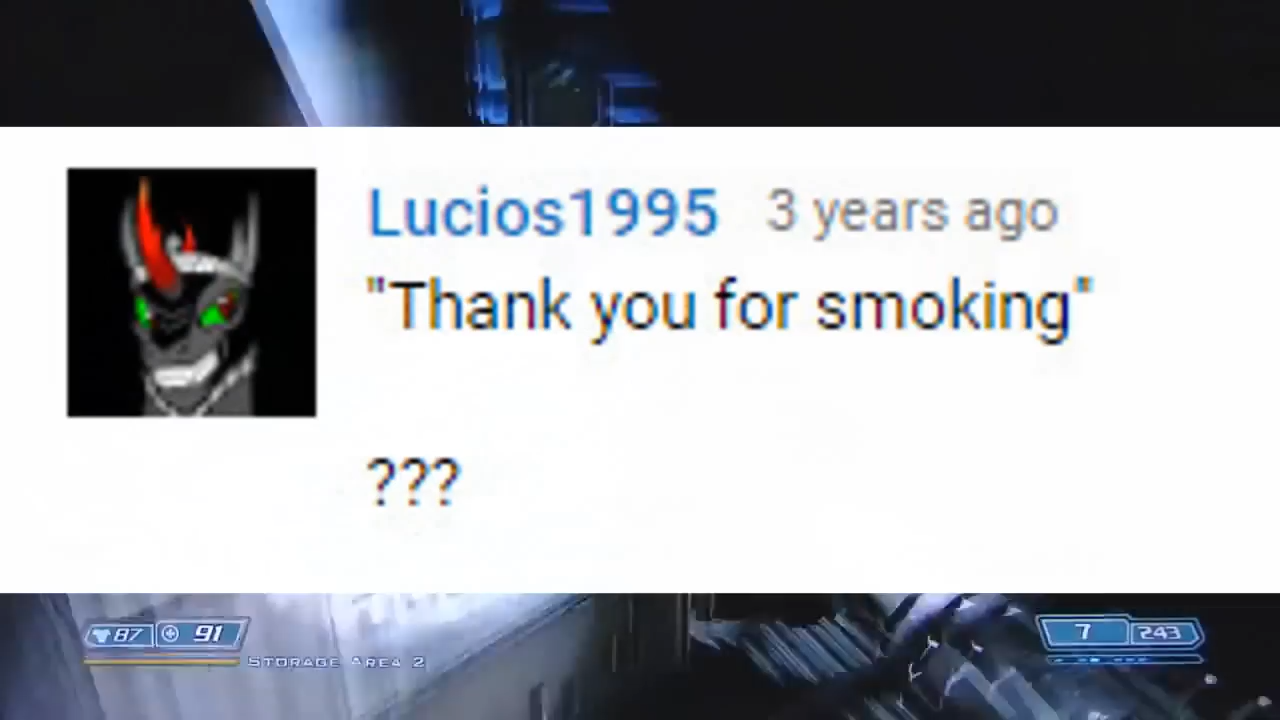 Lucios1995 3 years ago
"Thank you for smoking"
???
87 91
STORAGE AREA 2
7 243